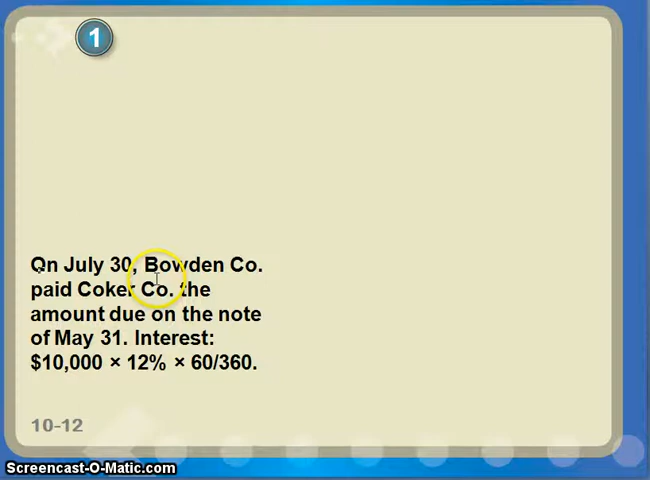 1
On July 30, Bowden Co.
paid Coker Co. the
amount due on the note
of May 31. Interest:
$10,000 × 12% × 60/360.
10-12
Screencast-O-Matic.com